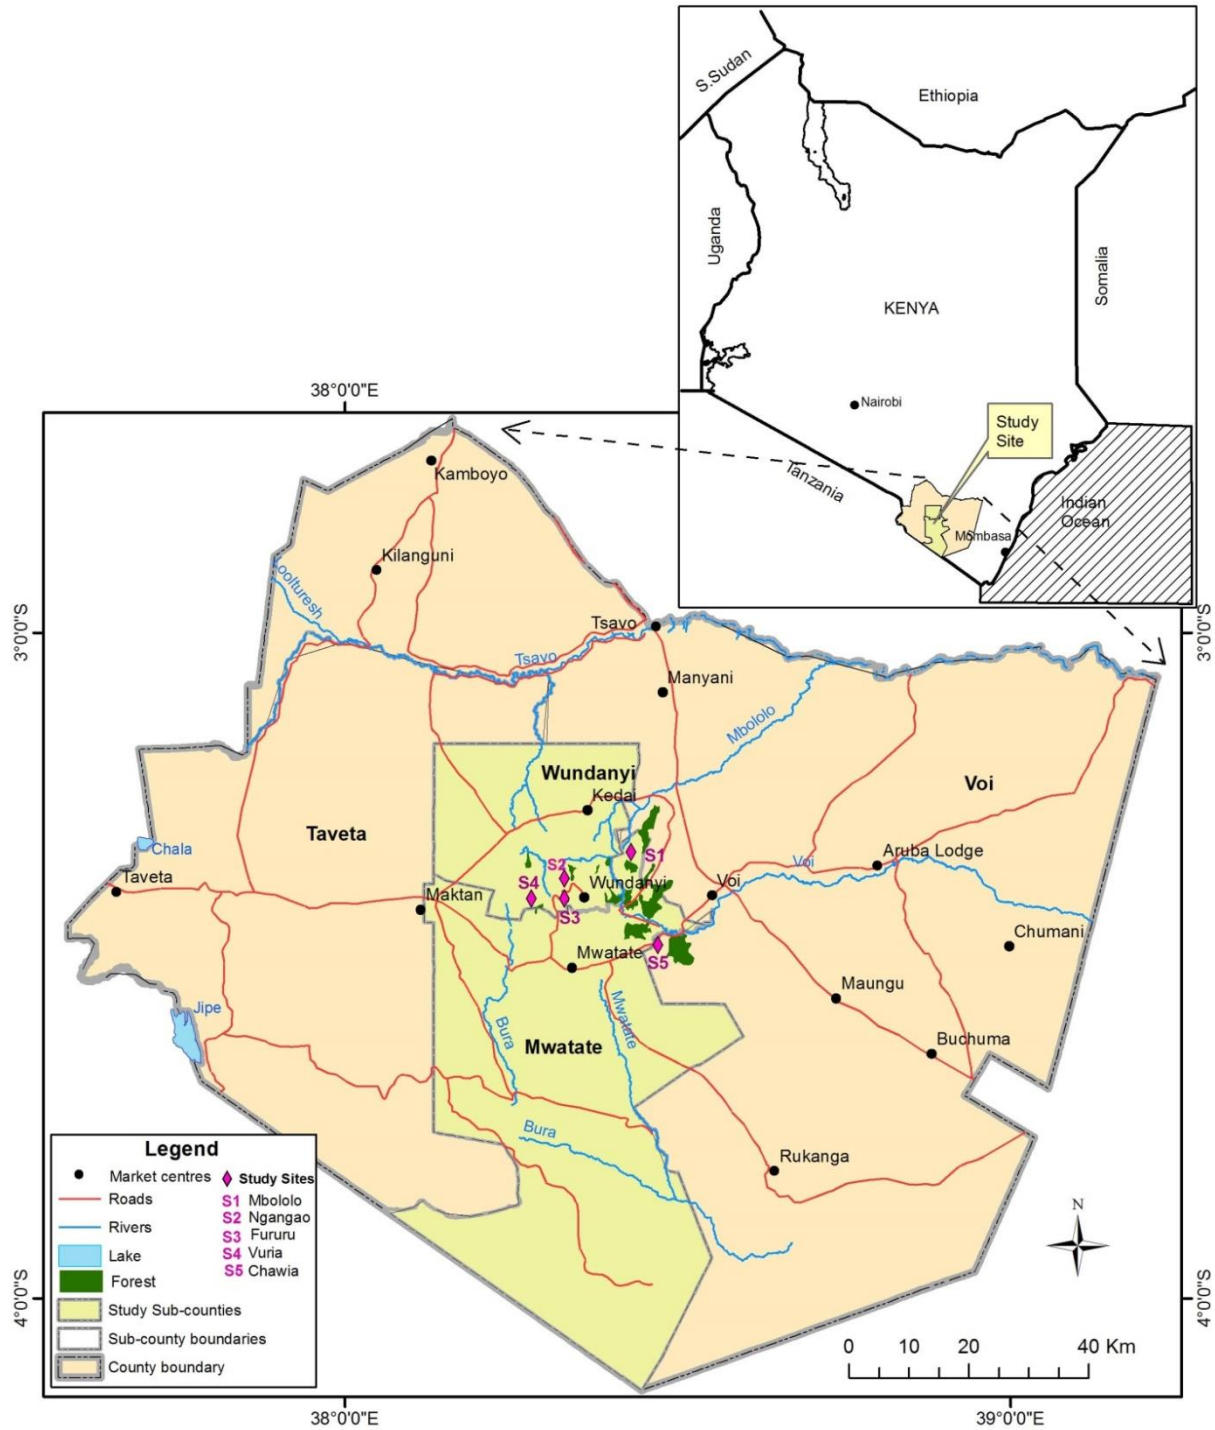 S.Sudan
Ethiopia
Uganda
Somalia
KENYA
Nairobi
Study
Site
Tanzania
Indian
Ocean
Mombasa
38°0'0"E
3°0'0"S
3°0'0"S
Kamboyo
Kilanguni
Loolturesh
Tsavo
Tsavo
Manyani
Mbololo
Wundanyi
Kedai
Voi
Taveta
Chala
Taveta
S1
S2
S4
Wundanyi
S3
Voi
Voi
Aruba Lodge
Maktan
Chumani
Mwatate
S5
Maungu
Jipe
Bura
Mwatate
Mwatate
Buchuma
Bura
Rukanga
Legend
Market centres
Roads
Rivers
Lake
Forest
Study Sub-counties
Sub-county boundaries
County boundary
Study Sites
S1 Mbololo
S2 Ngangao
S3 Fururu
S4 Vuria
S5 Chawia
N
4°0'0"S
4°0'0"S
0 10 20 40 Km
38°0'0"E
39°0'0"E